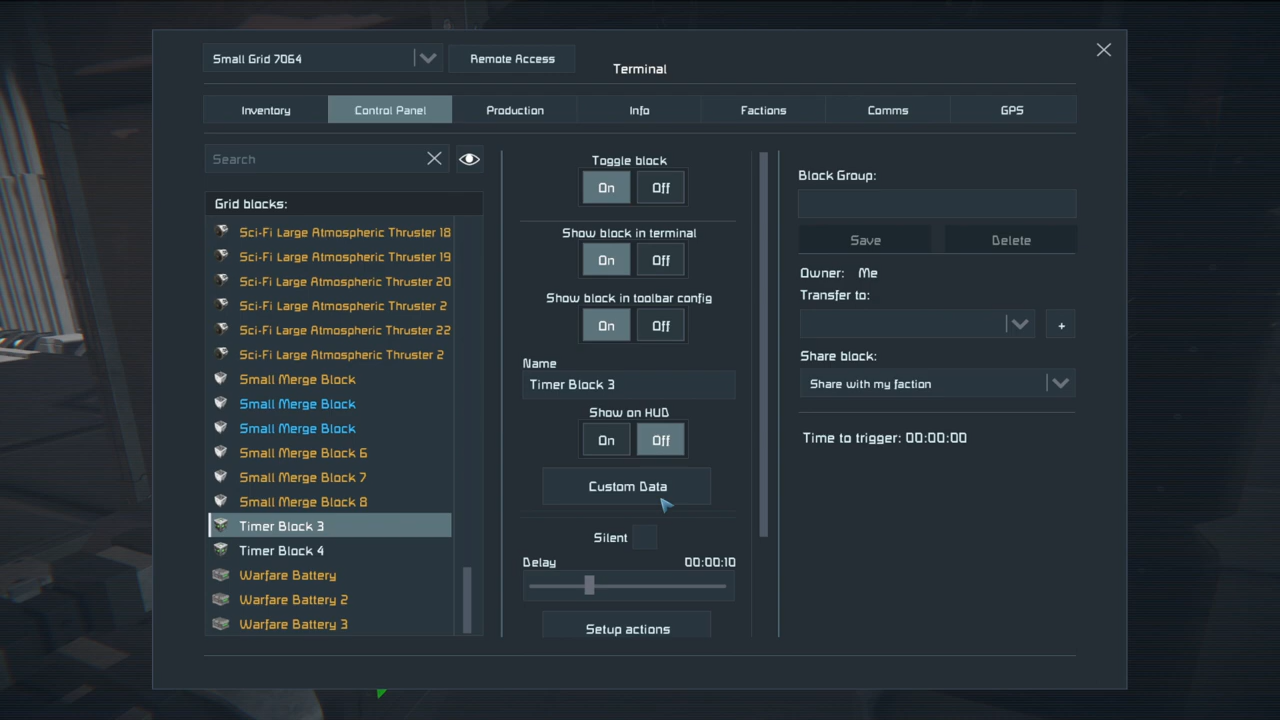 Small Grid 7064
Remote Access
Terminal
Inventory
Control Panel
Production
Info
Factions
Comms
GPS
Search
Grid blocks:
Sci-Fi Large Atmospheric Thruster 18
Sci-Fi Large Atmospheric Thruster 19
Sci-Fi Large Atmospheric Thruster 20
Sci-Fi Large Atmospheric Thruster 2
Sci-Fi Large Atmospheric Thruster 22
Sci-Fi Large Atmospheric Thruster 2
Small Merge Block
Small Merge Block
Small Merge Block
Small Merge Block 6
Small Merge Block 7
Small Merge Block 8
Timer Block 3
Timer Block 4
Warfare Battery
Warfare Battery 2
Warfare Battery 3
Toggle block
On Off
Show block in terminal
On Off
Show block in toolbar config
On Off
Name
Timer Block 3
Show on HUD
On Off
Custom Data
Silent
Delay 00:00:10
Setup actions
Block Group:
Save Delete
Owner: Me
Transfer to:
+
Share block:
Share with my faction
Time to trigger: 00:00:00